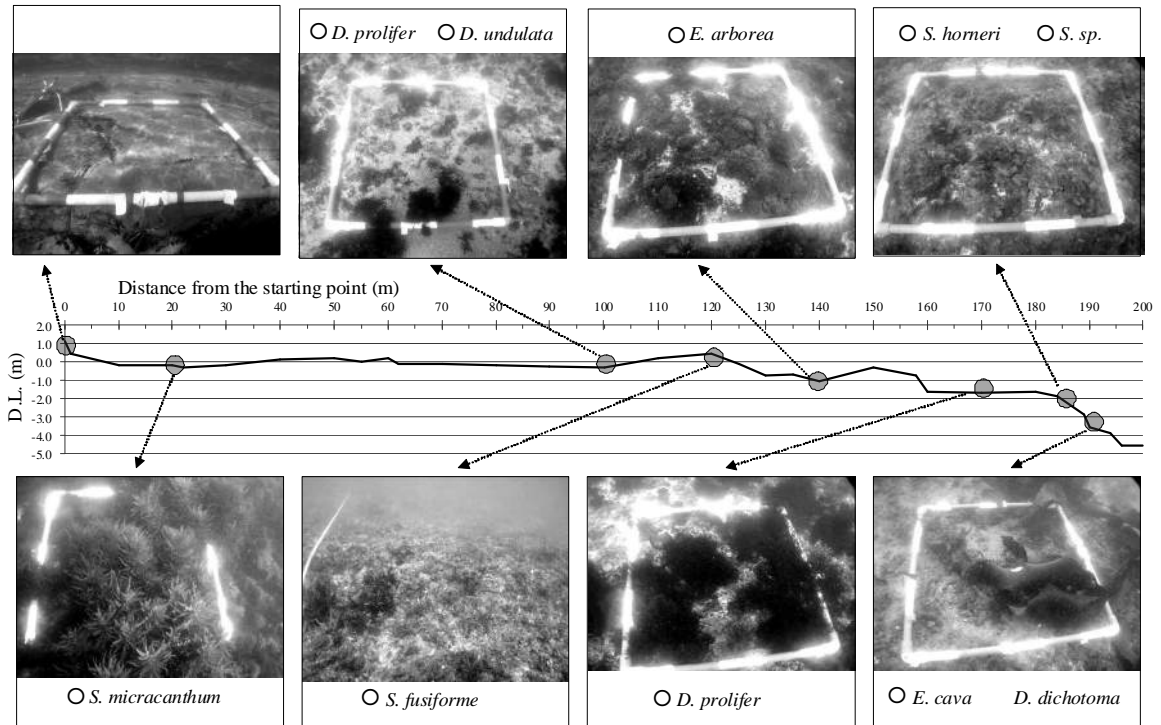 D. prolifer D. undulata
E. arborea
S. horneri S. sp.
Distance from the starting point (m)
0 10 20 30 40 50 60 70 80 90 100 110 120 130 140 150 160 170 180 190 200
D.L. (m)
2.0
1.0
0.0
-1.0
-2.0
-3.0
-4.0
-5.0
S. micracanthum
S. fusiforme
D. prolifer
E. cava D. dichotoma